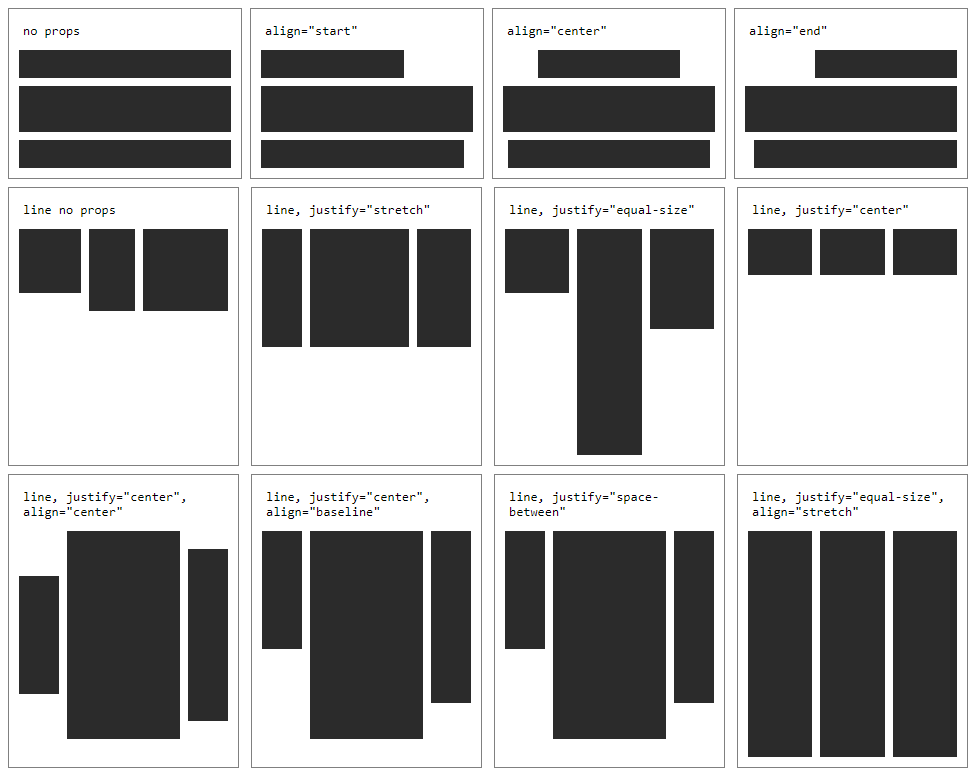 no props
align="start"
align="center"
align="end"
line no props
line, justify="stretch"
line, justify="equal-size"
line, justify="center"
line, justify="center",
align="center"
line, justify="center",
align="baseline"
line, justify="space-
between"
line, justify="equal-size",
align="stretch"